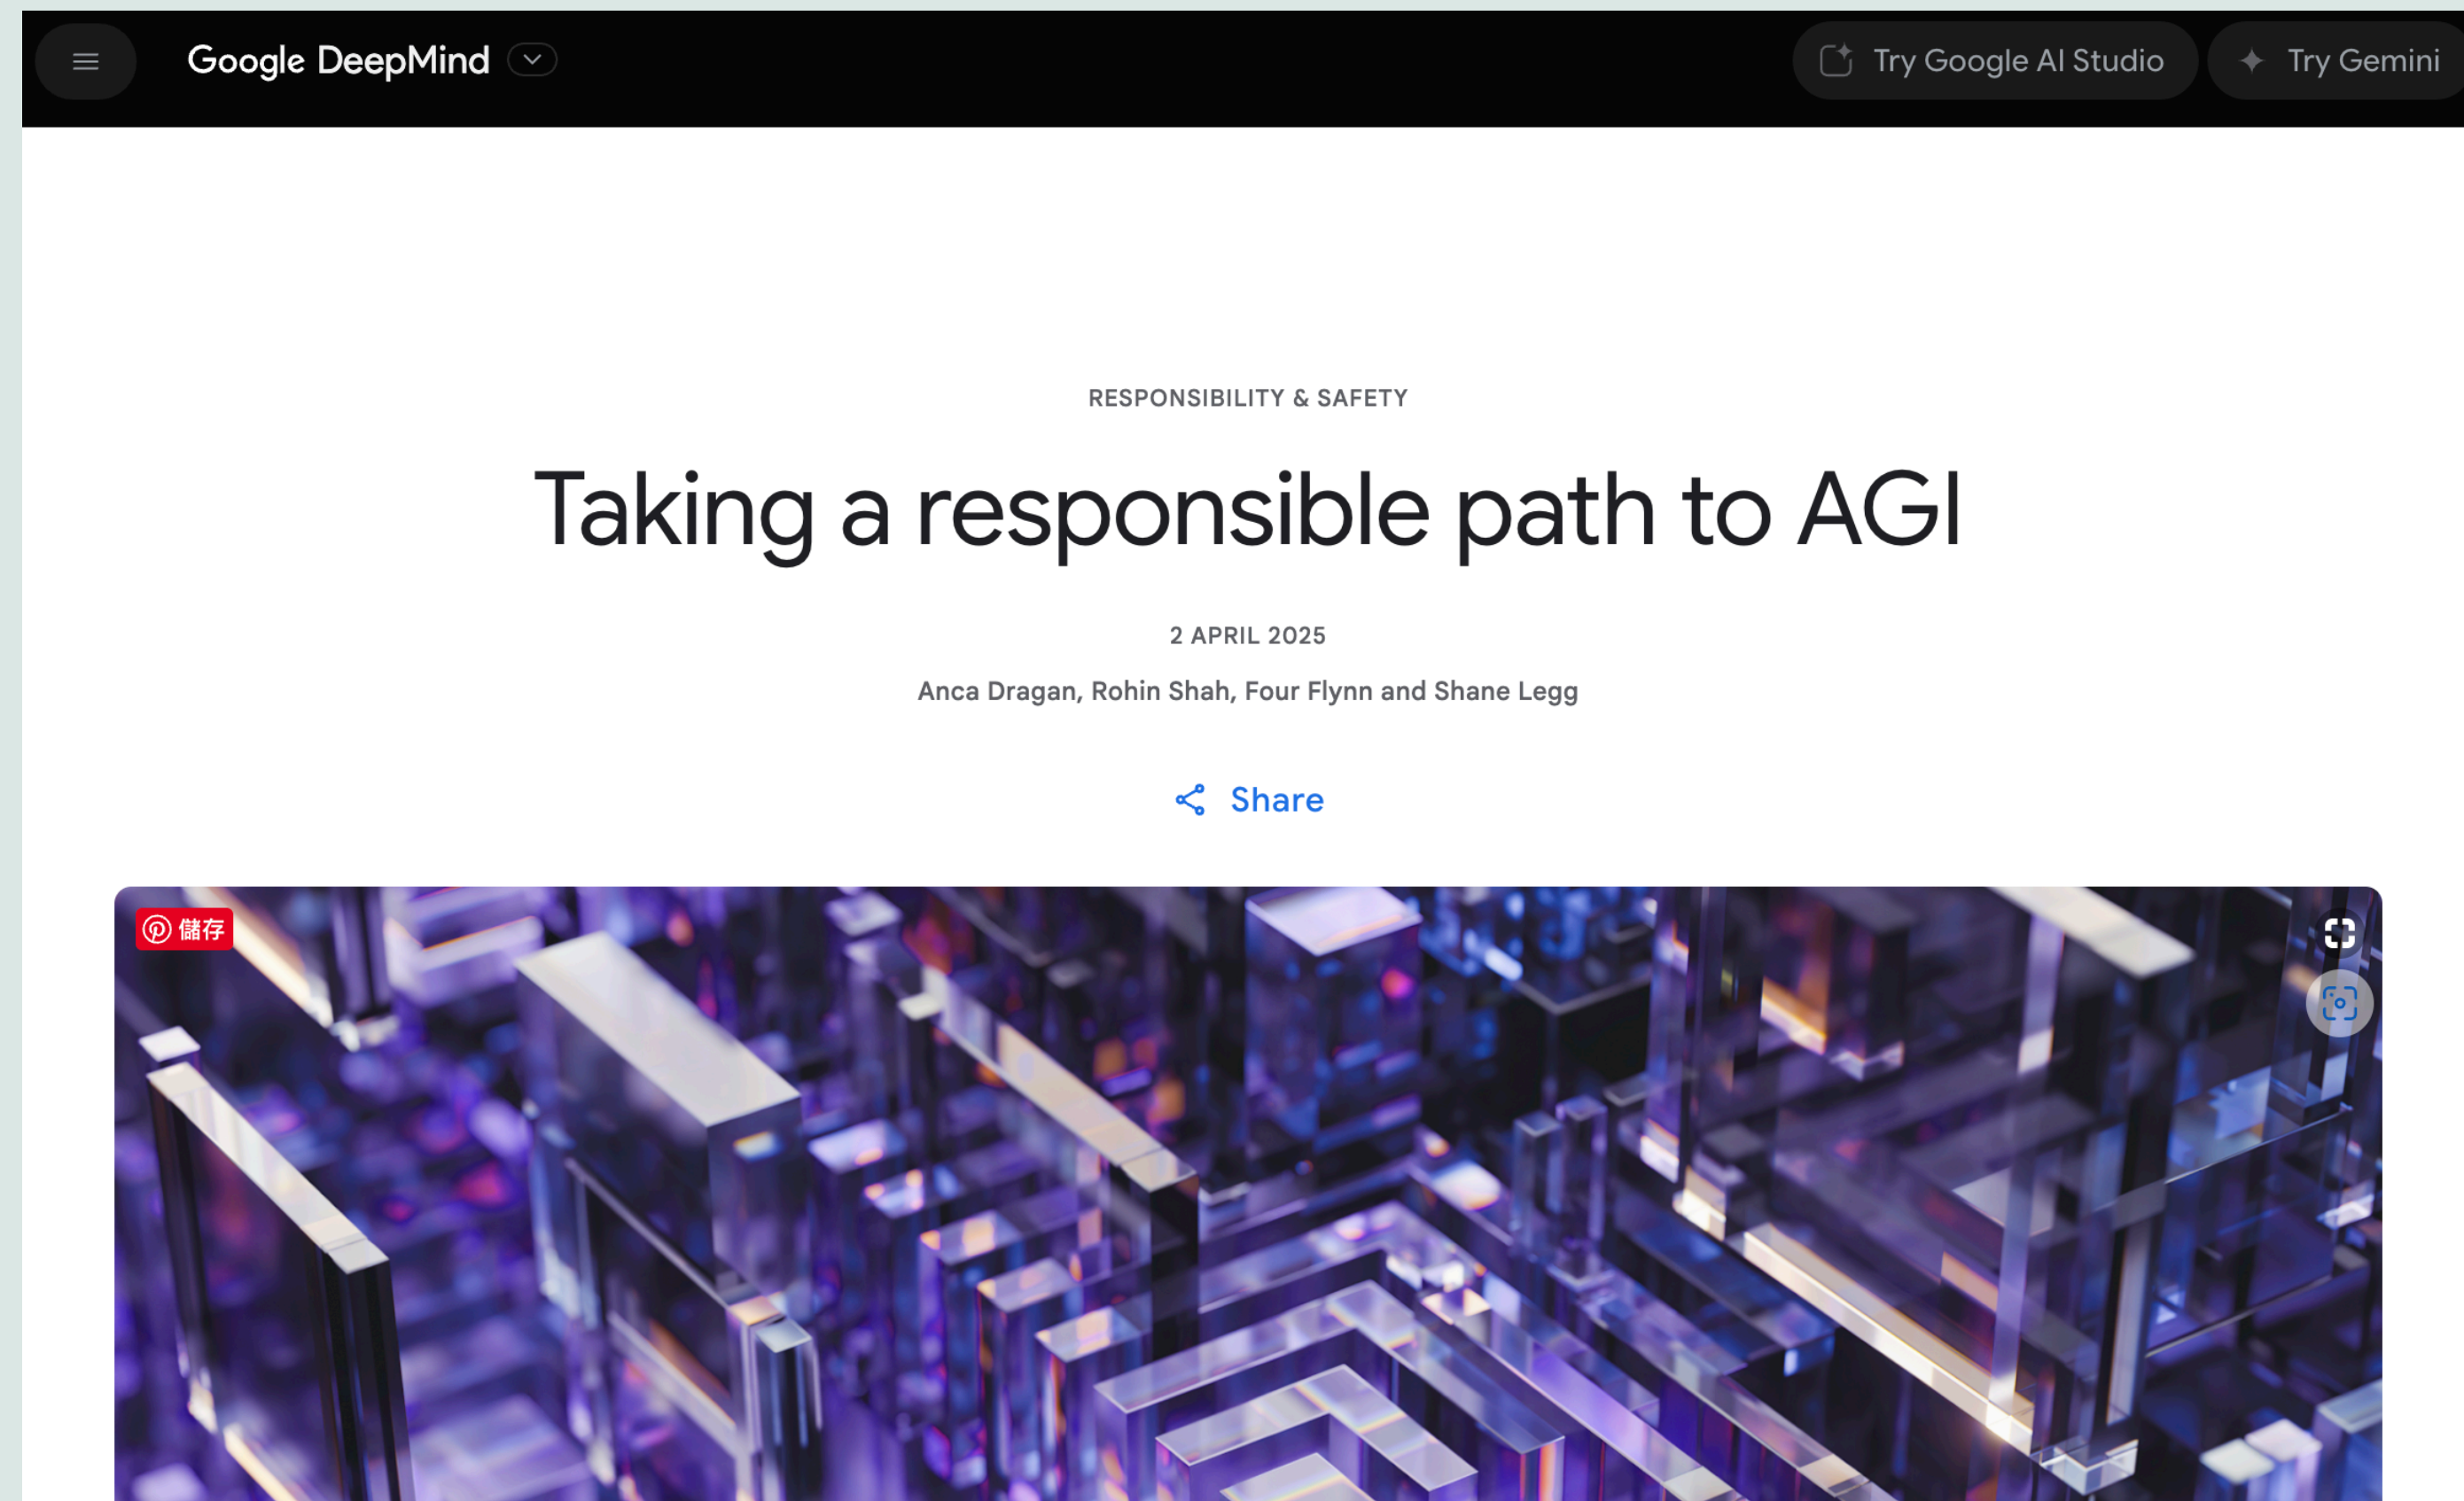 Google DeepMind
Try Google AI Studio
Try Gemini
RESPONSIBILITY & SAFETY
Taking a responsible path to AGI
2 APRIL 2025
Anca Dragan, Rohin Shah, Four Flynn and Shane Legg
Share
儲存